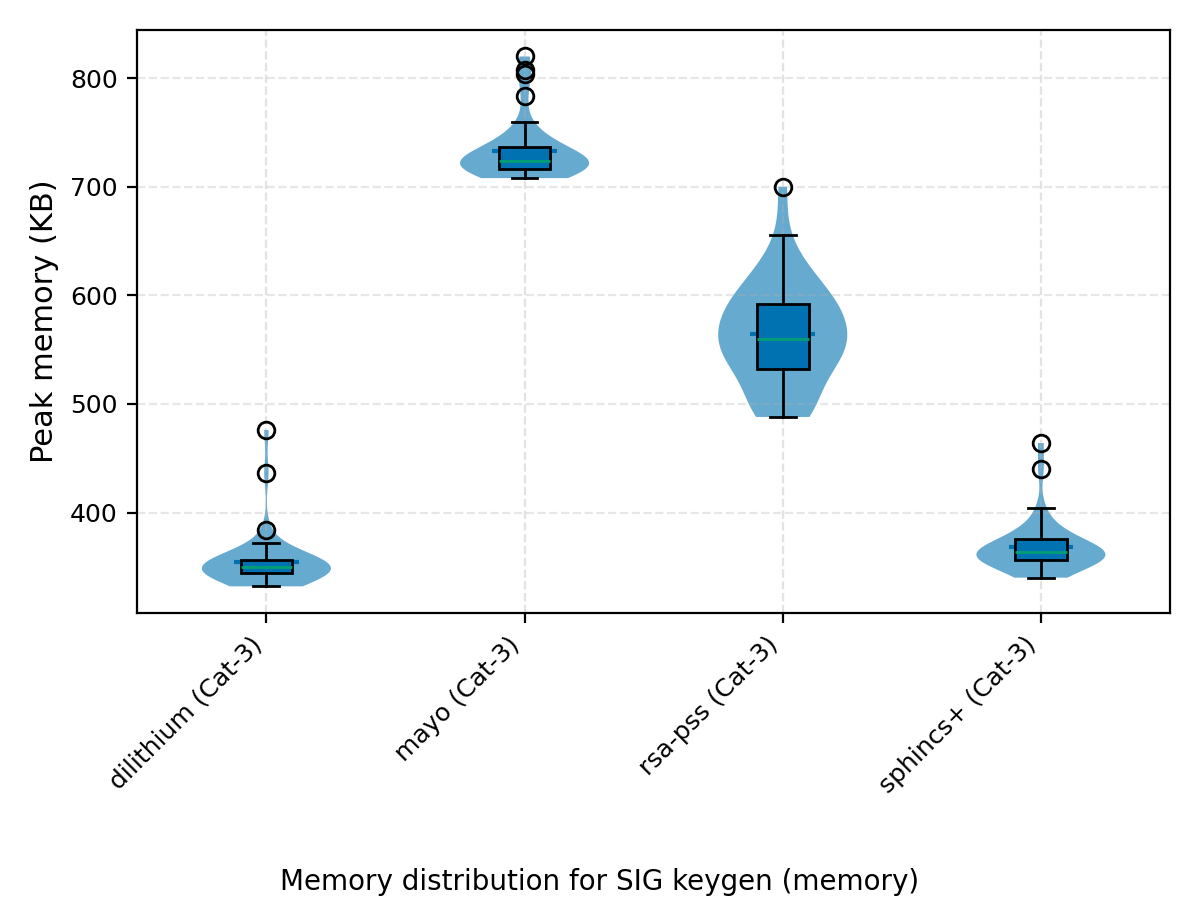 800
700
600
500
400
Peak memory (KB)
dilithium (Cat-3)
mayo (Cat-3)
rsa-pss (Cat-3)
sphincs+ (Cat-3)
Memory distribution for SIG keygen (memory)